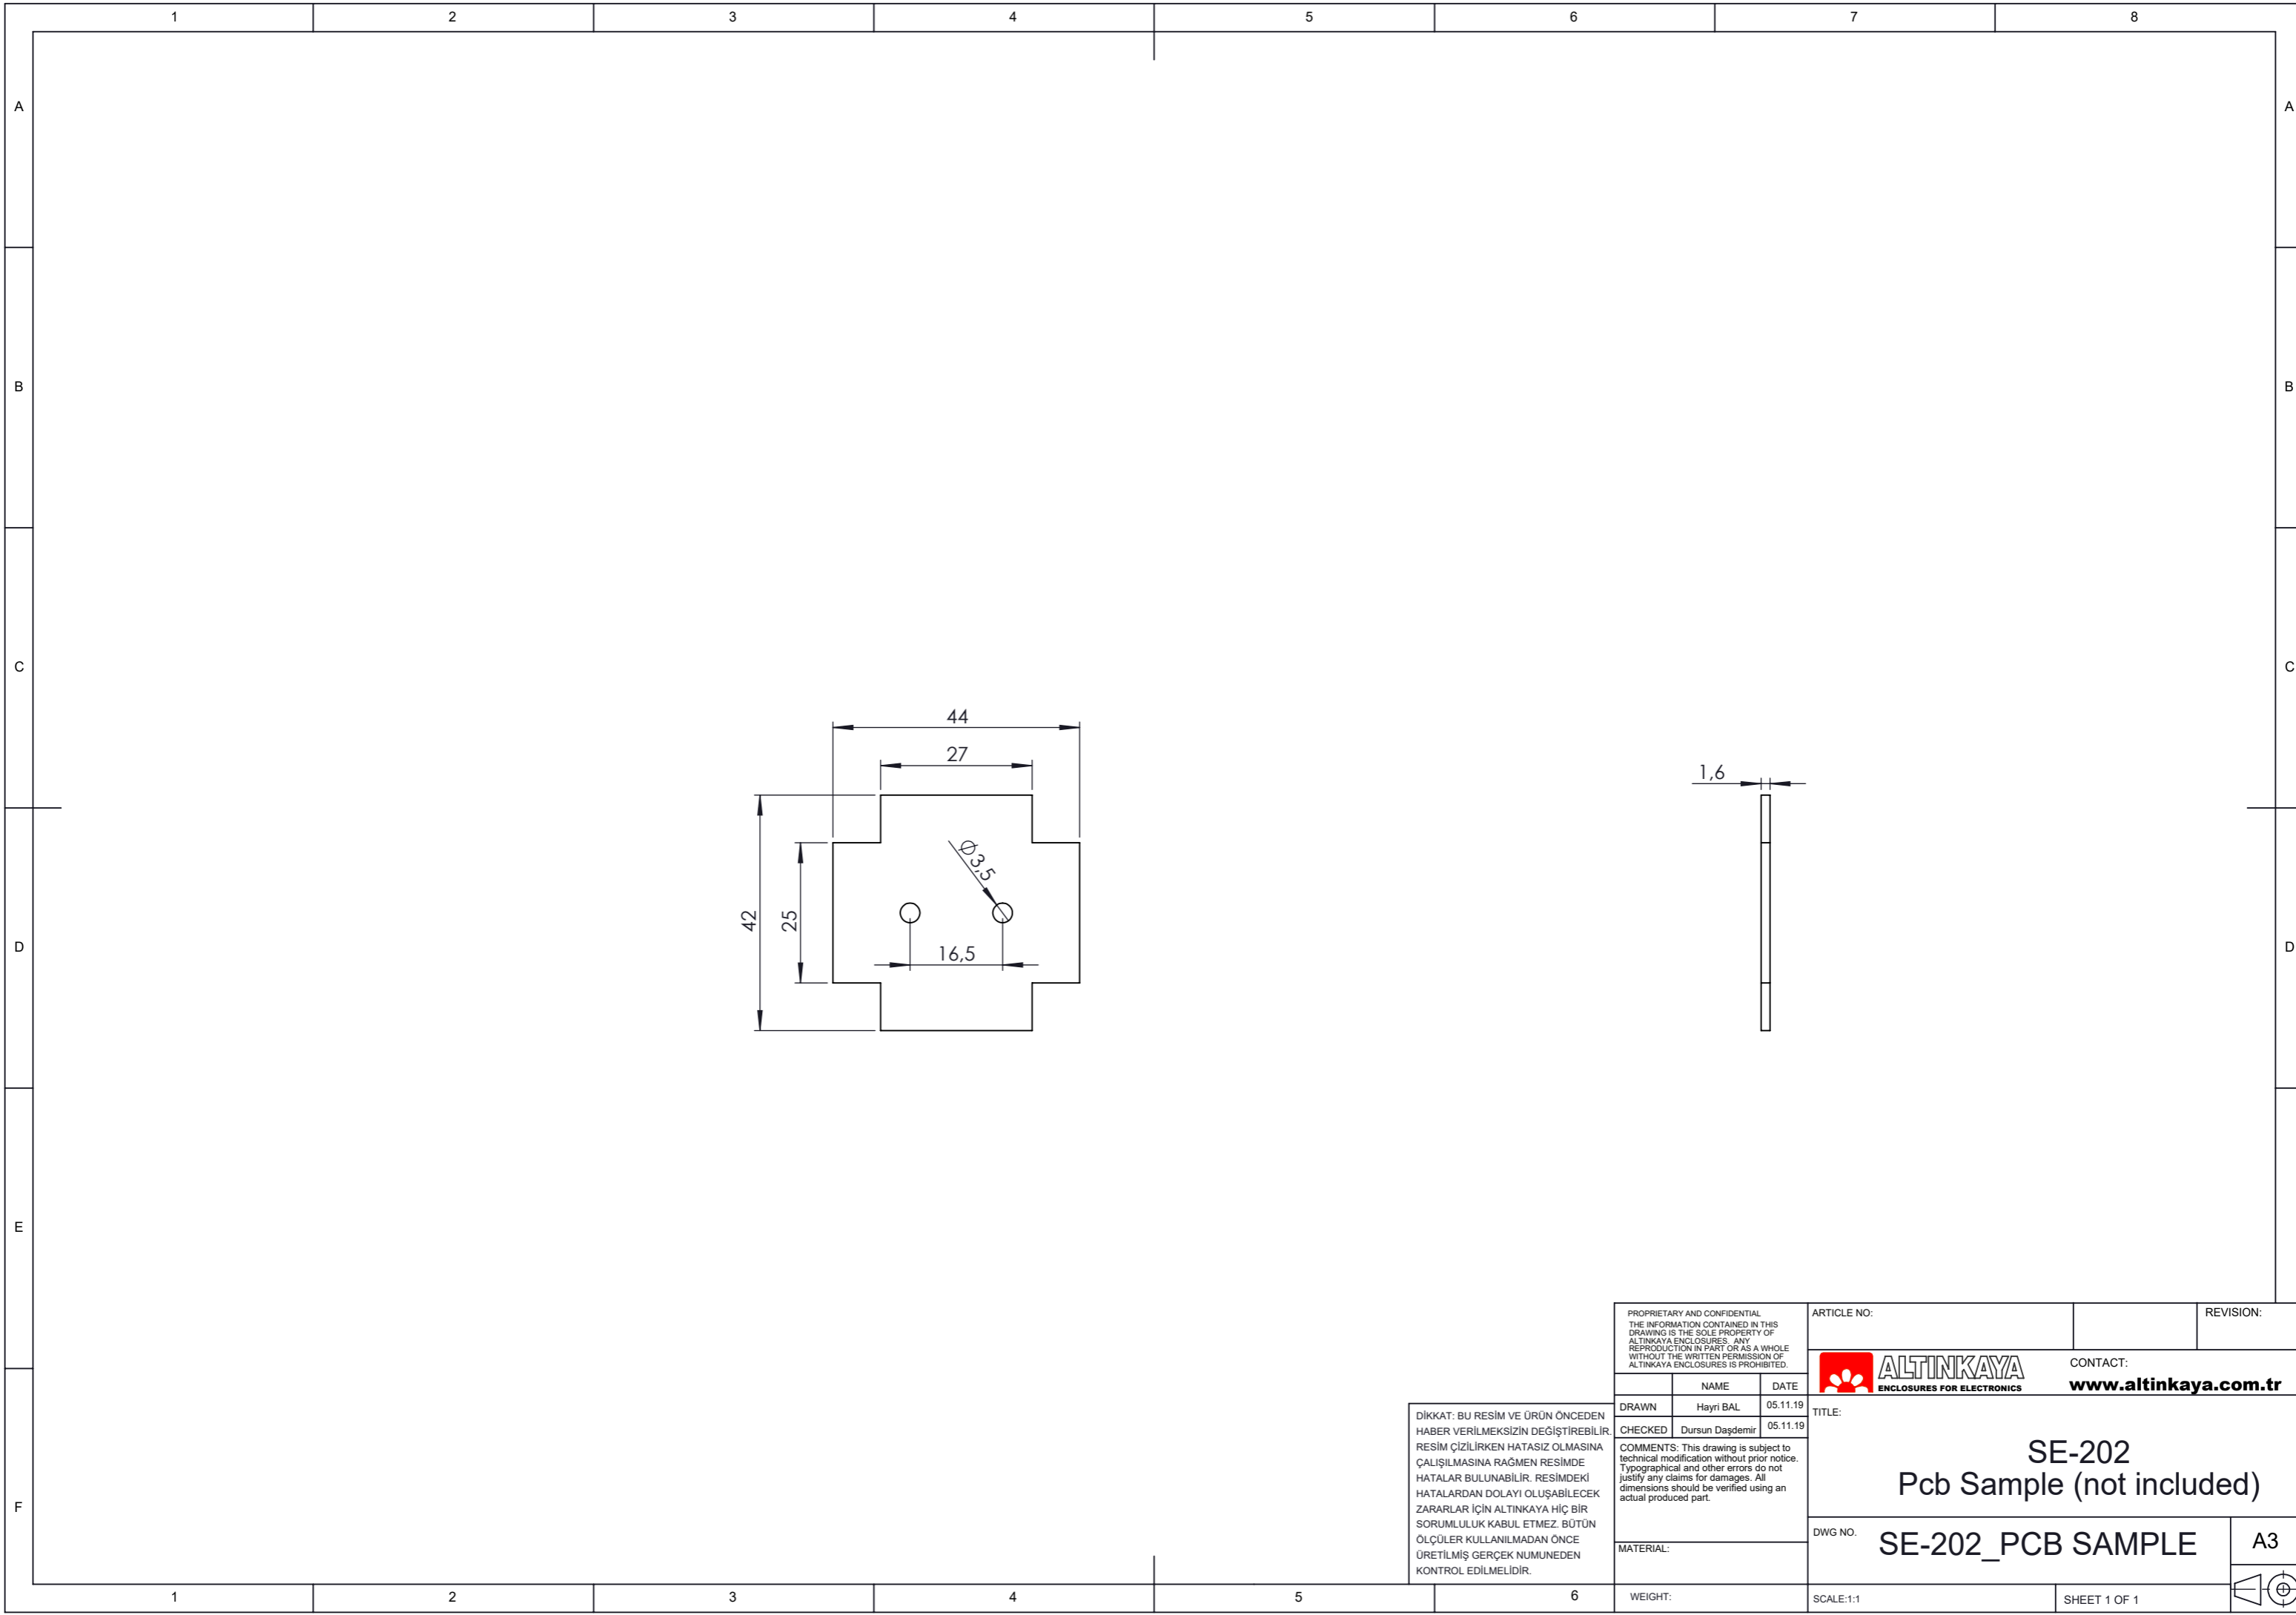 1 2 3 4 5 6 7 8
A A
B B
C C
D D
E
F
44
27
1,6
Ø3,5
42
25
16,5
PROPRIETARY AND CONFIDENTIAL
THE INFORMATION CONTAINED IN THIS
DRAWING IS THE SOLE PROPERTY OF
ALTINKAYA ENCLOSURES. ANY
REPRODUCTION IN PART OR AS A WHOLE
WITHOUT THE WRITTEN PERMISSION OF
ALTINKAYA ENCLOSURES IS PROHIBITED.
ARTICLE NO:
REVISION:
ALTINKAYA
ENCLOSURES FOR ELECTRONICS
CONTACT:
www.altinkaya.com.tr
NAME DATE
DRAWN Hayri BAL 05.11.19
CHECKED Dursun Daşdemir 05.11.19
COMMENTS: This drawing is subject to
technical modification without prior notice.
Typographical and other errors do not
justify any claims for damages. All
dimensions should be verified using an
actual produced part.
MATERIAL:
WEIGHT:
DİKKAT: BU RESİM VE ÜRÜN ÖNCEDEN
HABER VERİLMEKSİZİN DEĞİŞTİREBİLİR.
RESİM ÇİZİLİRKEN HATASIZ OLMASINA
ÇALIŞILMASINA RAĞMEN RESİMDE
HATALAR BULUNABİLİR. RESİMDEKİ
HATALARDAN DOLAYI OLUŞABİLECEK
ZARARLAR İÇİN ALTINKAYA HİÇ BİR
SORUMLULUK KABUL ETMEZ. BÜTÜN
ÖLÇÜLER KULLANILMADAN ÖNCE
ÜRETİLMİŞ GERÇEK NUMUNEDEN
KONTROL EDİLMELİDİR.
TITLE:
SE-202
Pcb Sample (not included)
DWG NO.
SE-202_PCB SAMPLE
A3
SCALE:1:1
SHEET 1 OF 1
1 2 3 4 5 6